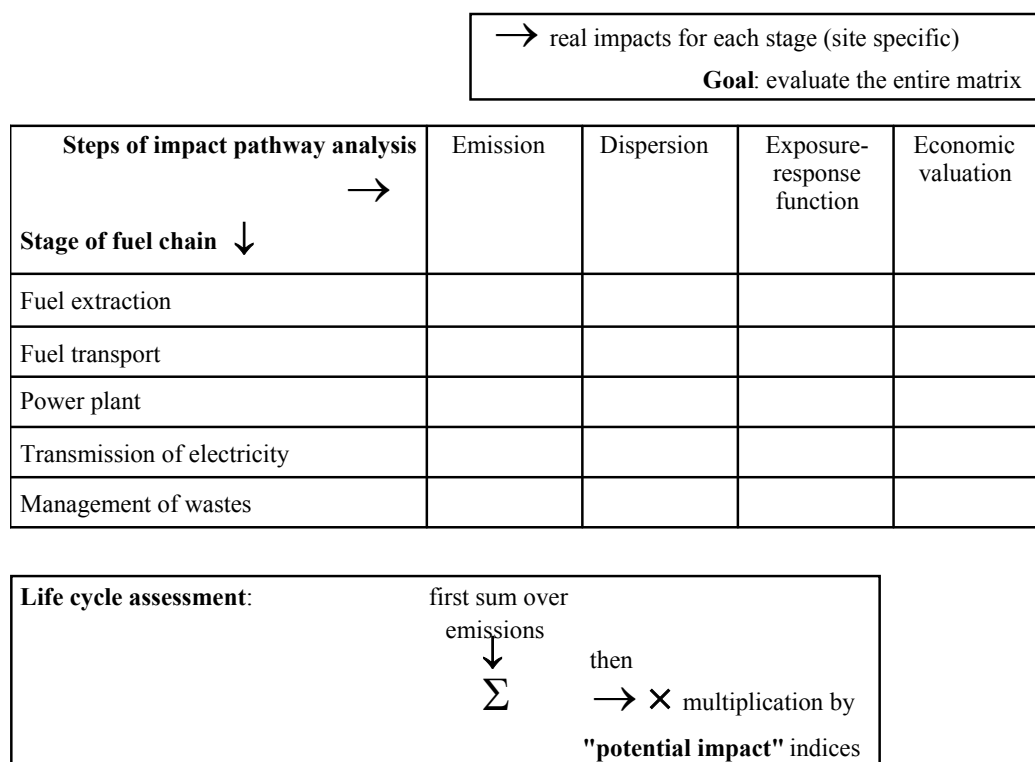 → real impacts for each stage (site specific)
Goal: evaluate the entire matrix
Steps of impact pathway analysis
→
Stage of fuel chain ↓
Emission
Dispersion
Exposure-
response
function
Economic
valuation
Fuel extraction
Fuel transport
Power plant
Transmission of electricity
Management of wastes
Life cycle assessment:
first sum over
emissions
↓
Σ
then
→ × multiplication by
"potential impact" indices